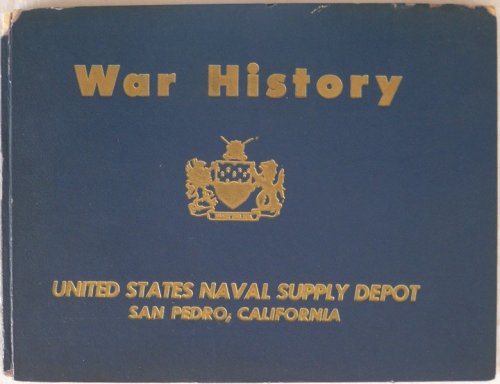 War History
UNITED STATES NAVAL SUPPLY DEPOT
SAN PEDRO, CALIFORNIA